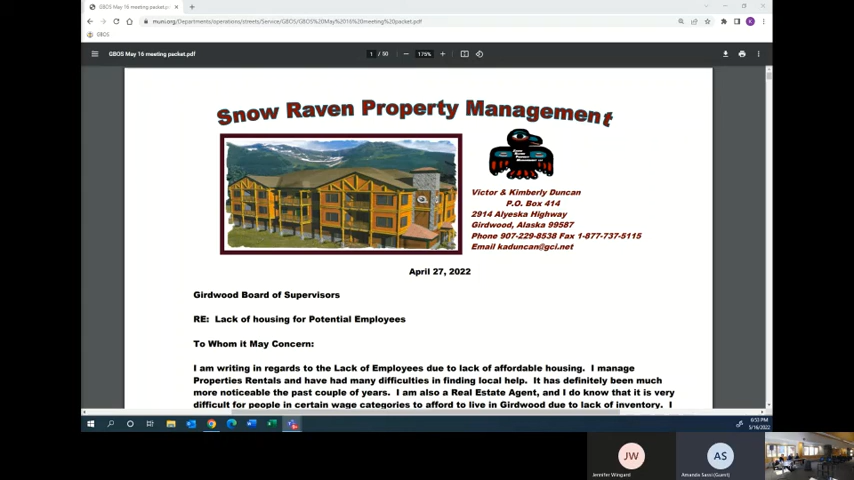 GBOS May 16 meeting packet.pdf
muni.org/Departments/operations/streets/Service/GBOS/GBOS%20May%2016%20meeting%20packet.pdf
K
GBOS
GBOS May 16 meeting packet.pdf
1 / 50
175%
Snow Raven Property Management
Victor & Kimberly Duncan
P.O. Box 414
2914 Alyeska Highway
Girdwood, Alaska 99587
Phone 907-229-8538 Fax 1-877-737-5115
Email kaduncan@gci.net
April 27, 2022
Girdwood Board of Supervisors
RE: Lack of housing for Potential Employees
To Whom it May Concern:
I am writing in regards to the Lack of Employees due to lack of affordable housing. I manage
Properties Rentals and have had many difficulties in finding local help. It has definitely been much
more noticeable the past couple of years. I am also a Real Estate Agent, and I do know that it is very
difficult for people in certain wage categories to afford to live in Girdwood due to lack of inventory. I
6:53 PM
5/16/2022
JW
Jennifer Wingard
AS
Amanda Sassi (Guest)